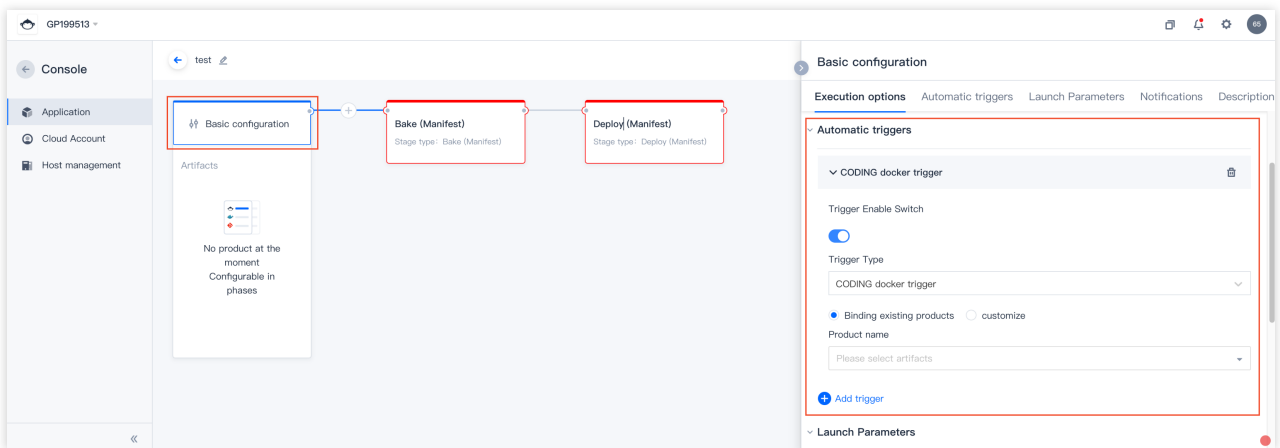 GP199513
65
Console
Application
Cloud Account
Host management
test
Basic configuration
Artifacts
No product at the
moment
Configurable in
phases
Bake (Manifest)
Stage type: Bake (Manifest)
Deploy (Manifest)
Stage type: Deploy (Manifest)
Basic configuration
Execution options Automatic triggers Launch Parameters Notifications Description
Automatic triggers
CODING docker trigger
Trigger Enable Switch
Trigger Type
CODING docker trigger
Binding existing products customize
Product name
Please select artifacts
Add trigger
Launch Parameters